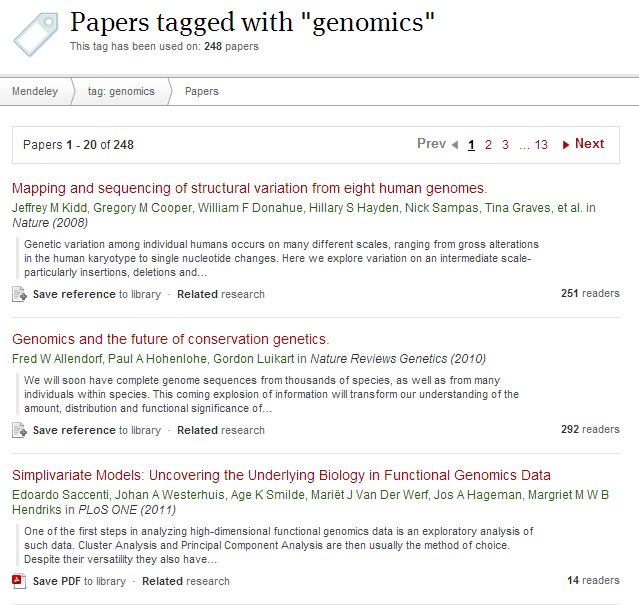 Papers tagged with "genomics"
This tag has been used on: 248 papers
Mendeley tag: genomics Papers
Papers 1 - 20 of 248 Prev 1 2 3 ... 13 Next
Mapping and sequencing of structural variation from eight human genomes.
Jeffrey M Kidd, Gregory M Cooper, William F Donahue, Hillary S Hayden, Nick Sampas, Tina Graves, et al. in
Nature (2008)
Genetic variation among individual humans occurs on many different scales, ranging from gross alterations
in the human karyotype to single nucleotide changes. Here we explore variation on an intermediate scale-
particularly insertions, deletions and...
Save reference to library · Related research 251 readers
Genomics and the future of conservation genetics.
Fred W Allendorf, Paul A Hohenlohe, Gordon Luikart in Nature Reviews Genetics (2010)
We will soon have complete genome sequences from thousands of species, as well as from many
individuals within species. This coming explosion of information will transform our understanding of the
amount, distribution and functional significance of...
Save reference to library · Related research 292 readers
Simplivariate Models: Uncovering the Underlying Biology in Functional Genomics Data
Edoardo Saccenti, Johan A Westerhuis, Age K Smilde, Mariët J Van Der Werf, Jos A Hageman, Margriet M W B
Hendriks in PLoS ONE (2011)
One of the first steps in analyzing high-dimensional functional genomics data is an exploratory analysis of
such data. Cluster Analysis and Principal Component Analysis are then usually the method of choice.
Despite their versatility they also have...
Save PDF to library · Related research 14 readers